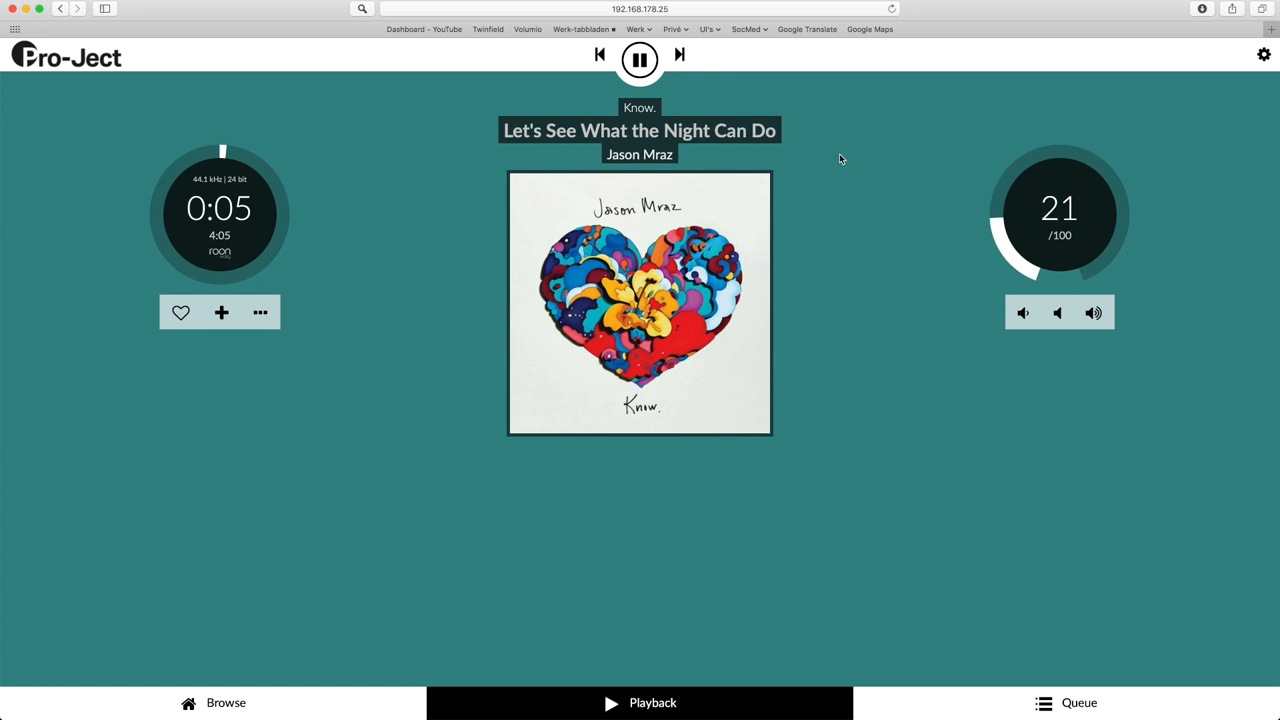 192.168.178.25
Dashboard - YouTube Twinfield Volumio Werk-tabbladen Werk Privé UI's SocMed Google Translate Google Maps
Pro-Ject
Know.
Let's See What the Night Can Do
Jason Mraz
44.1 kHz | 24 bit
0:05
4:05
roon
21
/100
Jason Mraz
Know.
Browse
Playback
Queue